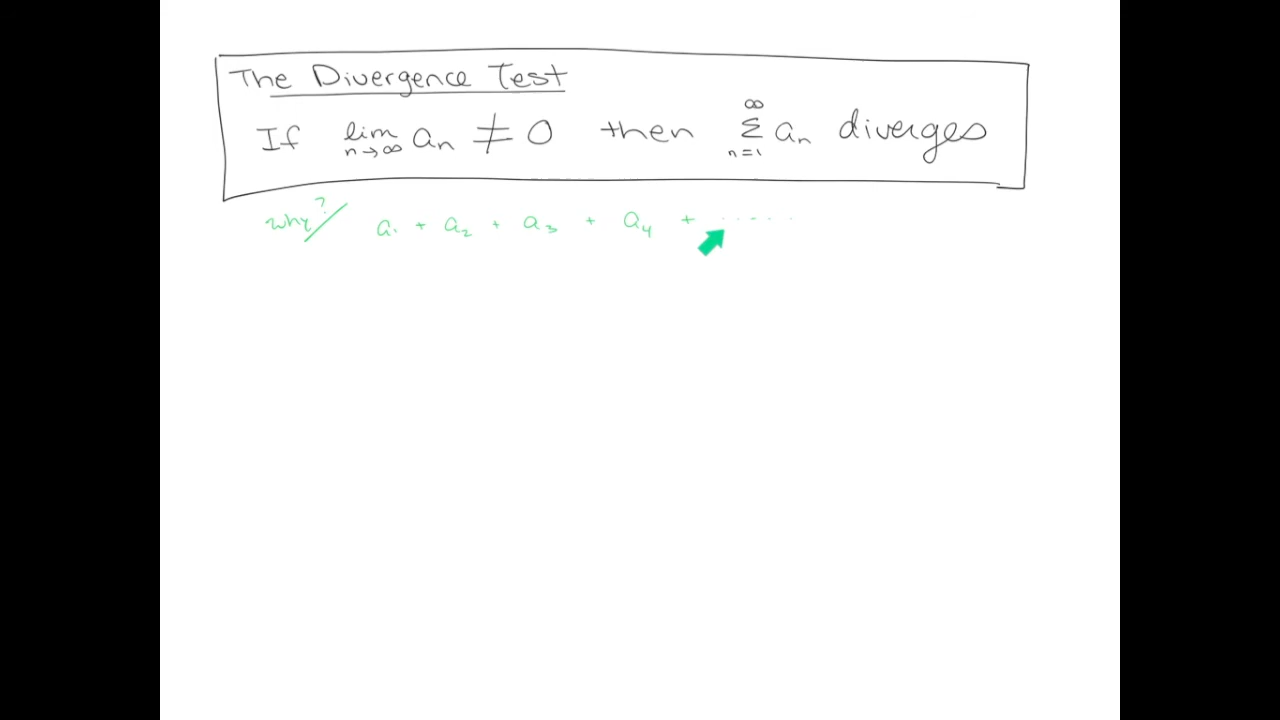 The Divergence Test
If lim n→∞ aₙ ≠ 0 then ∞ Σ n=1 aₙ diverges
why? a₁ + a₂ + a₃ + a₄ + ......